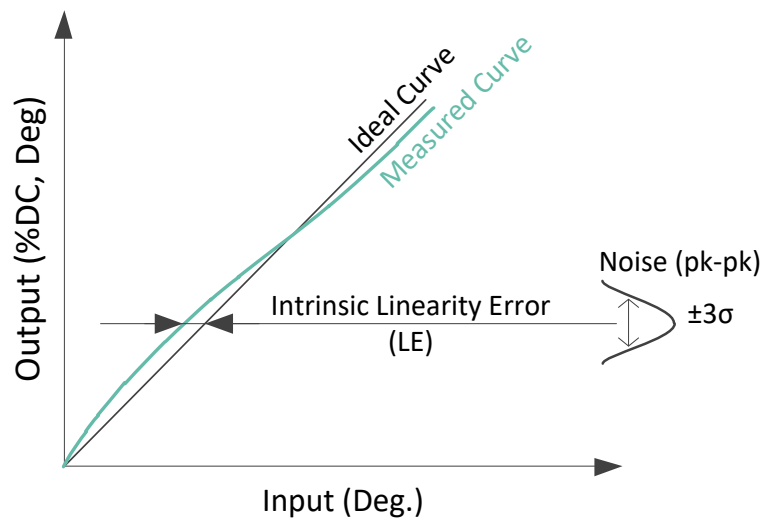 Output (%DC, Deg)
Ideal Curve
Measured Curve
Noise (pk-pk)
±3σ
Intrinsic Linearity Error
(LE)
Input (Deg.)